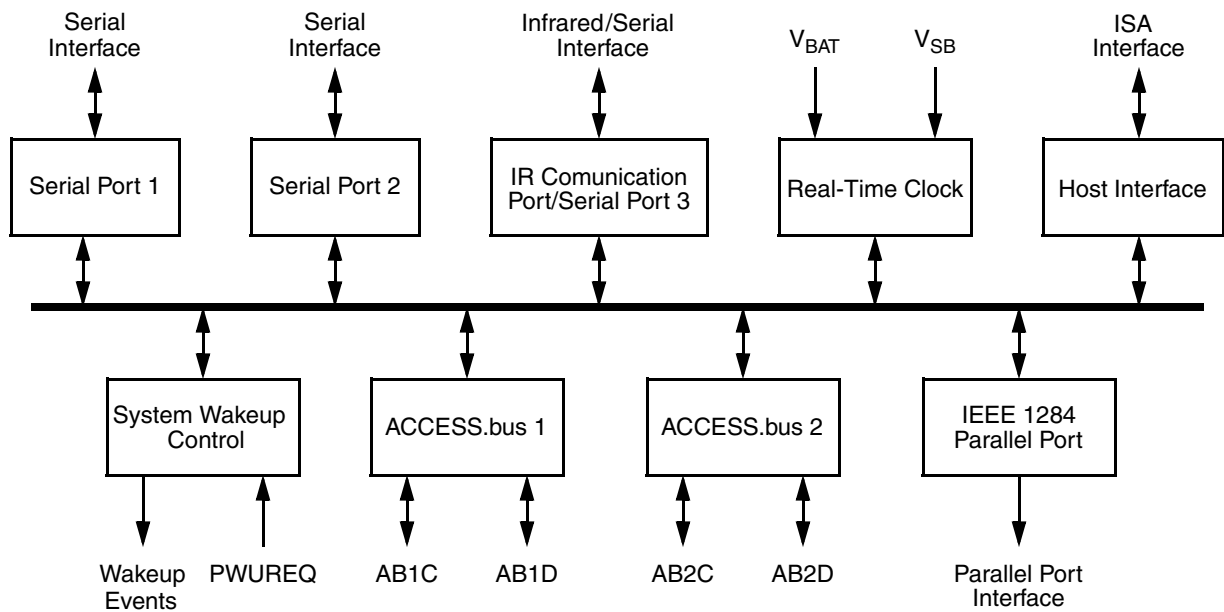 Serial
Interface
Serial
Interface
Infrared/Serial
Interface
VBAT
VSB
ISA
Interface
Serial Port 1
Serial Port 2
IR Comunication
Port/Serial Port 3
Real-Time Clock
Host Interface
System Wakeup
Control
ACCESS.bus 1
ACCESS.bus 2
IEEE 1284
Parallel Port
Wakeup
Events
PWUREQ
AB1C
AB1D
AB2C
AB2D
Parallel Port
Interface